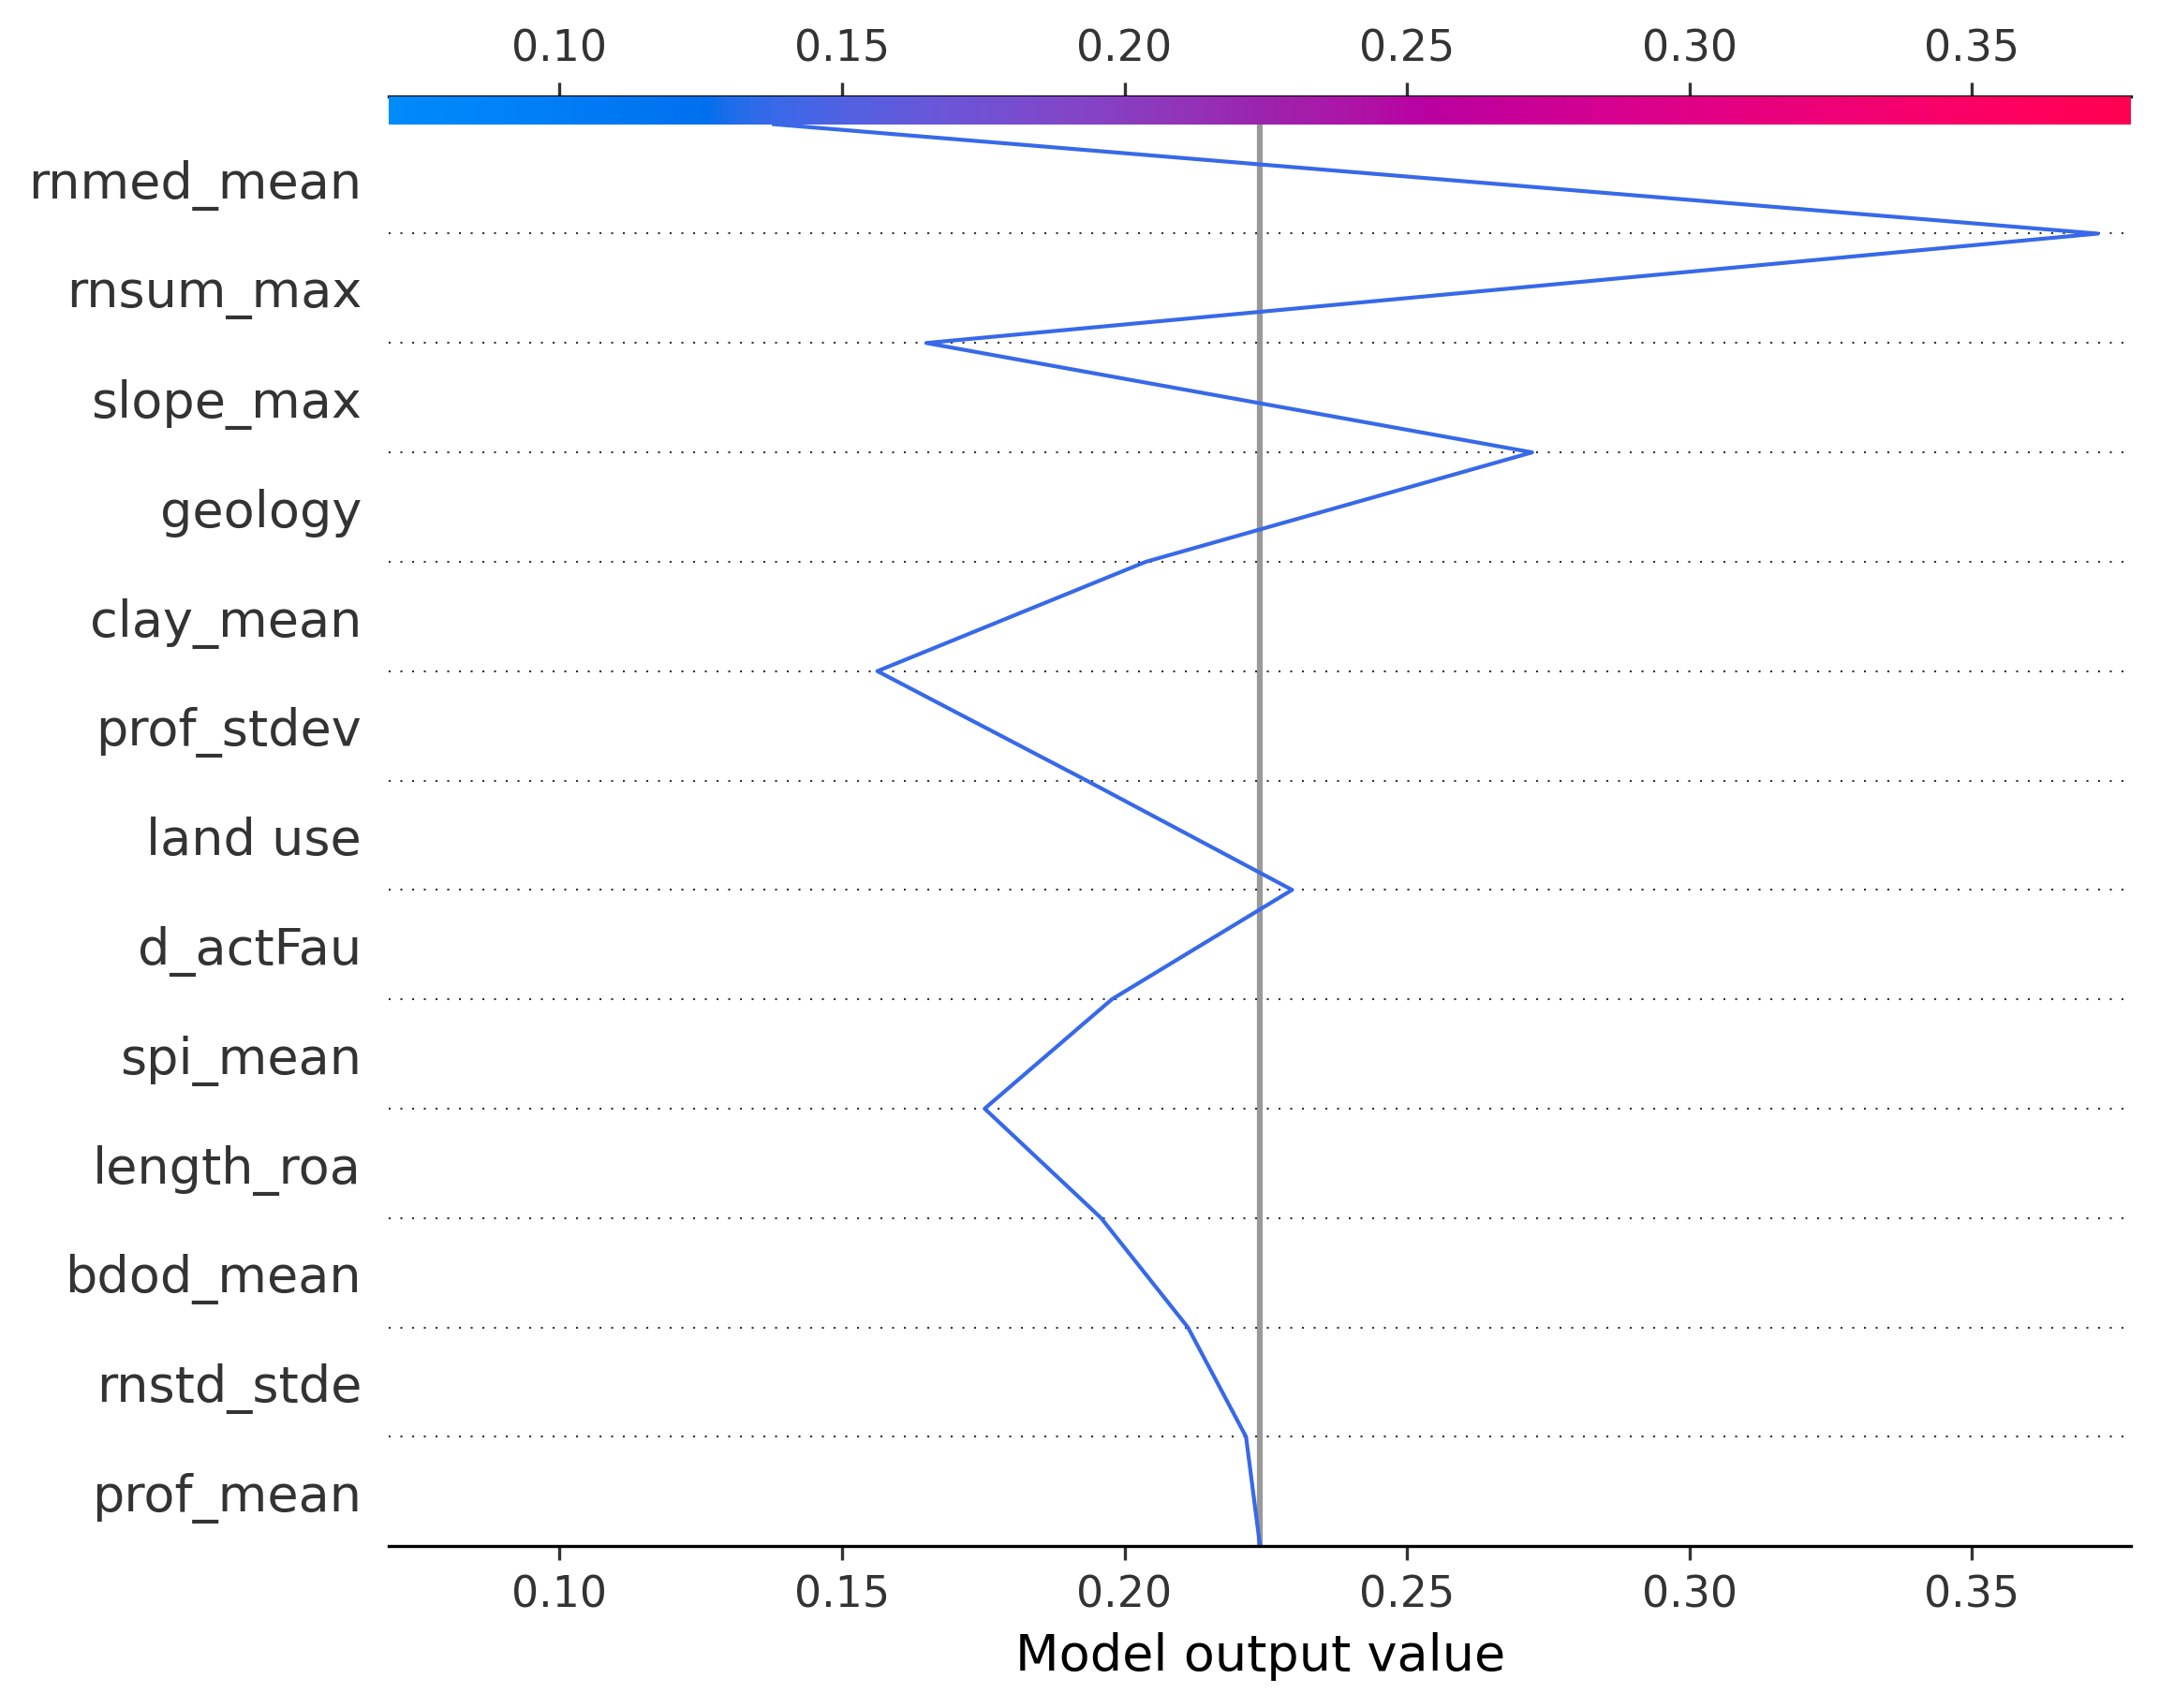 0.10 0.15 0.20 0.25 0.30 0.35
rnmed_mean
rnsum_max
slope_max
geology
clay_mean
prof_stdev
land use
d_actFau
spi_mean
length_roa
bdod_mean
rnstd_stde
prof_mean
0.10 0.15 0.20 0.25 0.30 0.35
Model output value